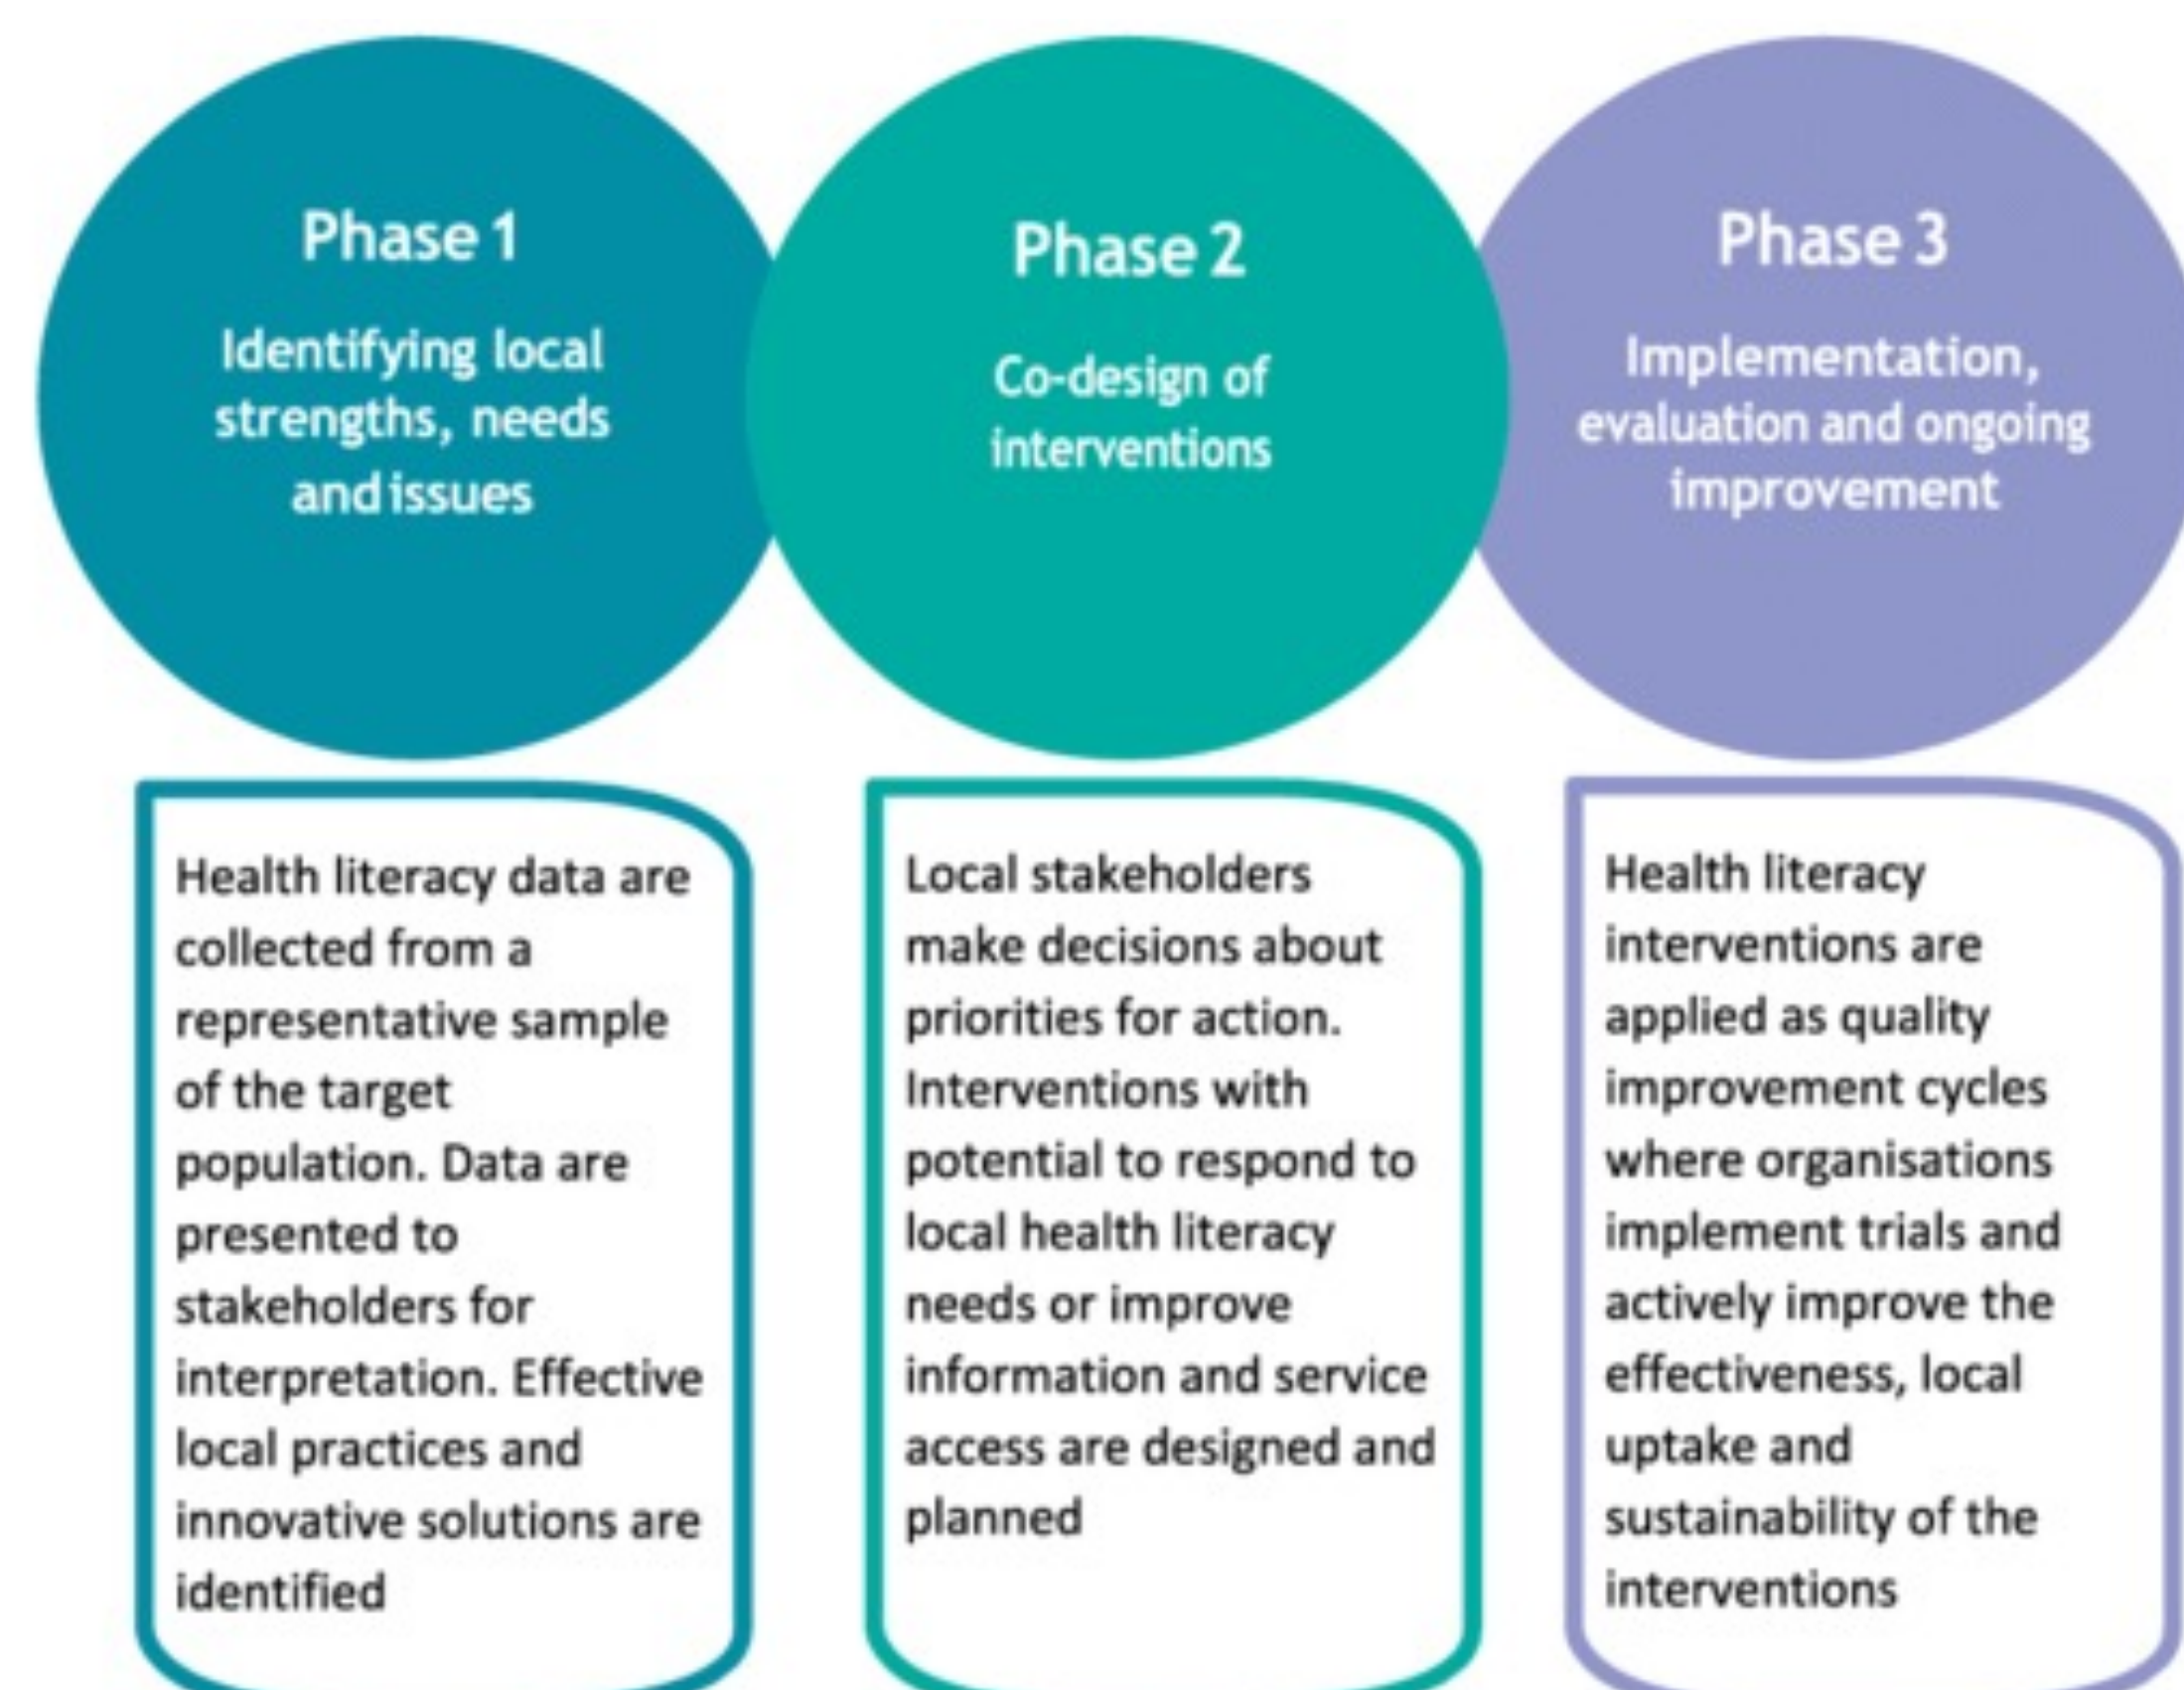 Phase 1
Identifying local
strengths, needs
and issues
Phase 2
Co-design of
interventions
Phase 3
Implementation,
evaluation and ongoing
improvement
Health literacy data are
collected from a
representative sample
of the target
population. Data are
presented to
stakeholders for
interpretation. Effective
local practices and
innovative solutions are
identified
Local stakeholders
make decisions about
priorities for action.
Interventions with
potential to respond to
local health literacy
needs or improve
information and service
access are designed and
planned
Health literacy
interventions are
applied as quality
improvement cycles
where organisations
implement trials and
actively improve the
effectiveness, local
uptake and
sustainability of the
interventions